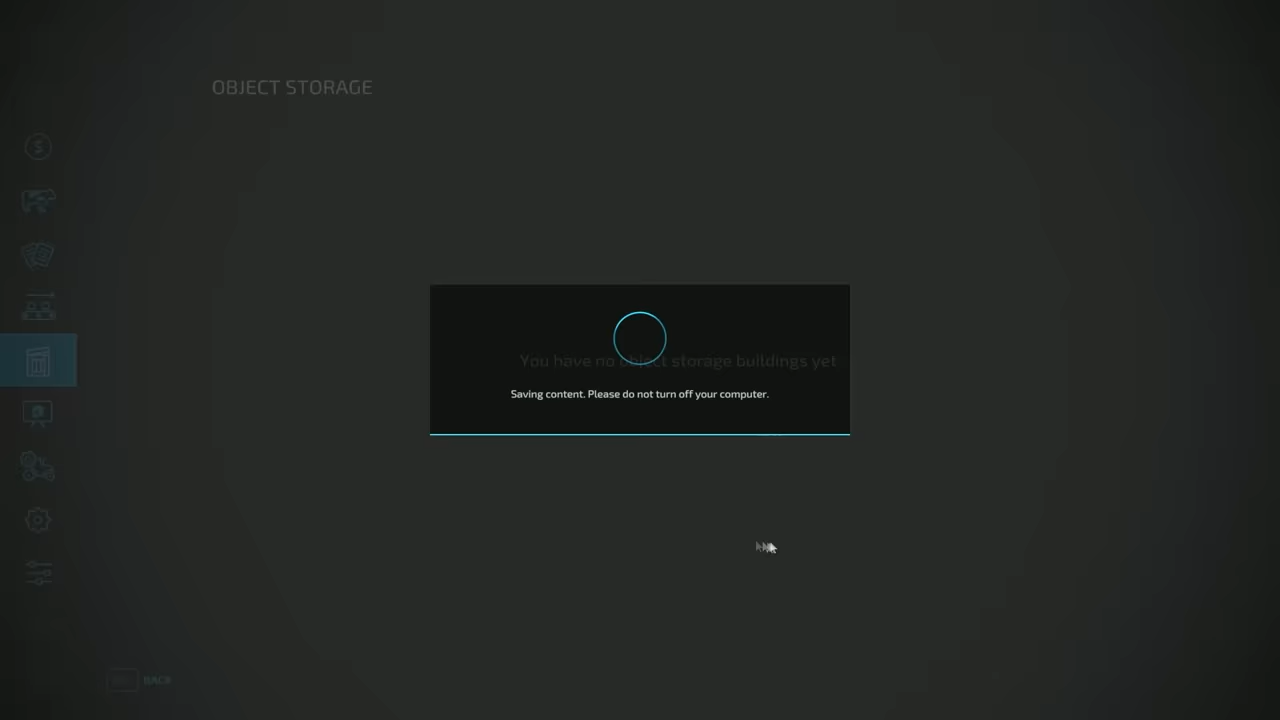 OBJECT STORAGE
You have no object storage buildings yet
Saving content. Please do not turn off your computer.
BACK